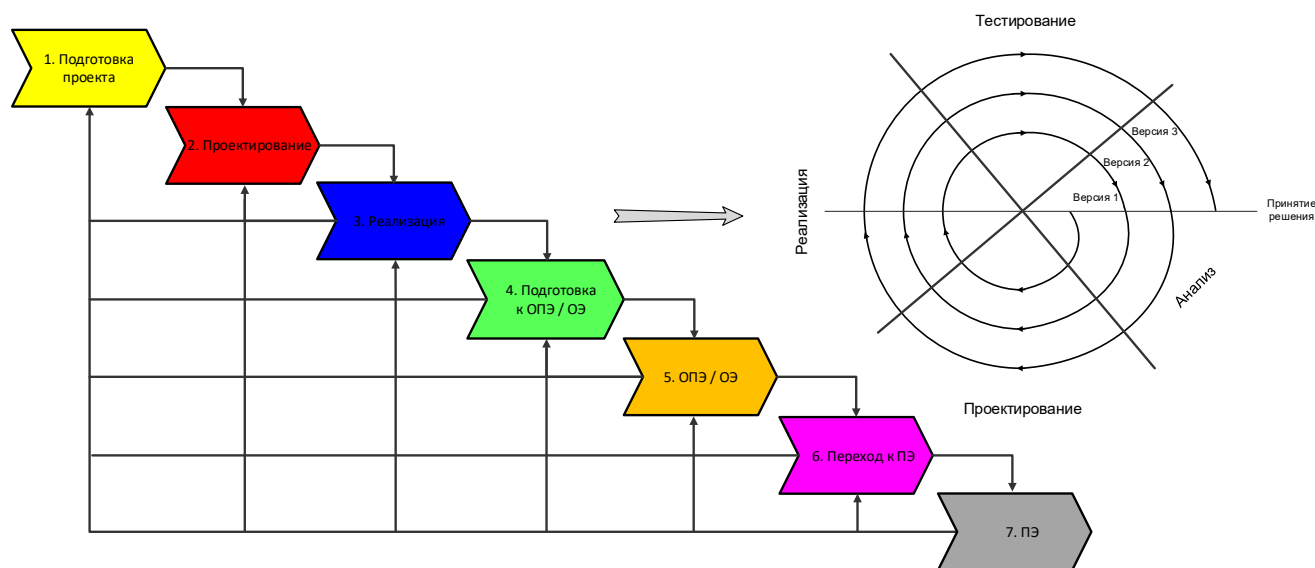 1. Подготовка
проекта
2. Проектирование
3. Реализация
4. Подготовка
к ОПЭ / ОЭ
5. ОПЭ / ОЭ
6. Переход к ПЭ
7. ПЭ
Тестирование
Реализация
Версия 3
Версия 2
Версия 1
Принятие
решения
Анализ
Проектирование